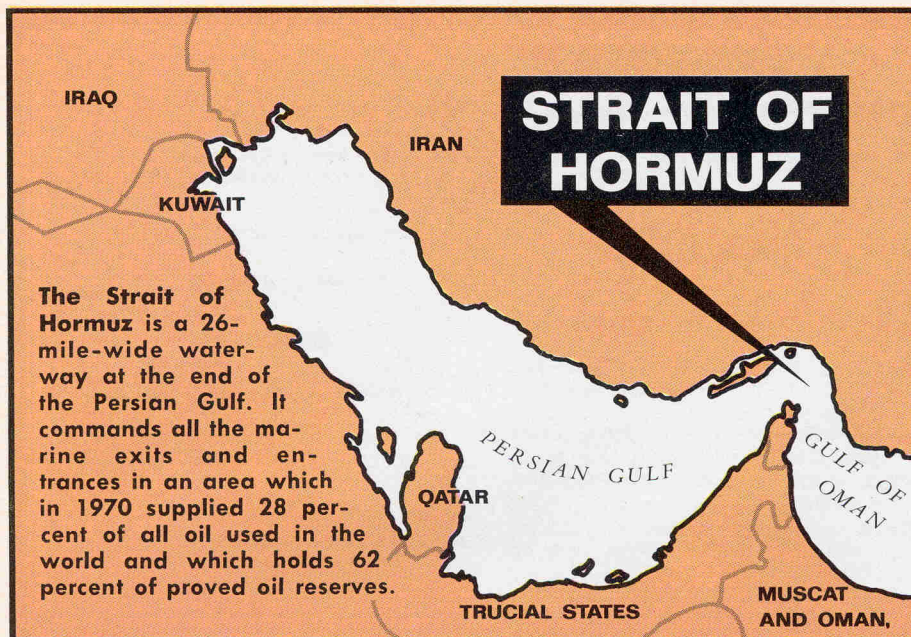 IRAQ
IRAN
STRAIT OF
HORMUZ
KUWAIT
The Strait of
Hormuz is a 26-
mile-wide water-
way at the end of
the Persian Gulf. It
commands all the ma-
rine exits and en-
trances in an area which
in 1970 supplied 28 per-
cent of all oil used in the
world and which holds 62
percent of proved oil reserves.
PERSIAN GULF
GULF OF
OMAN
QATAR
TRUCIAL STATES
MUSCAT
AND OMAN,